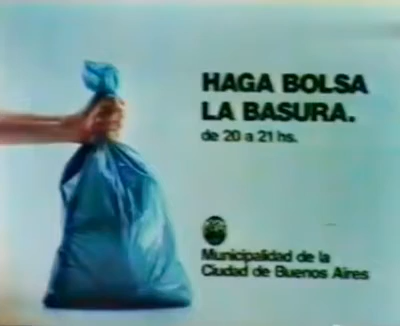 HAGA BOLSA
LA BASURA.
de 20 a 21 hs.
Municipalidad de la
Ciudad de Buenos Aires